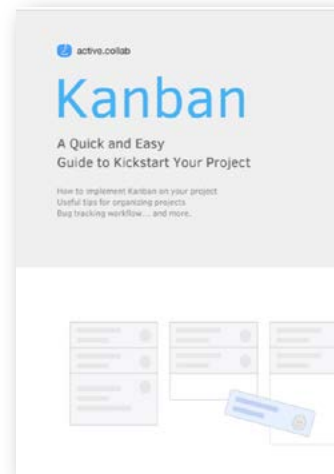 active.collab
Kanban
A Quick and Easy
Guide to Kickstart Your Project
How to implement Kanban on your project
Useful tips for organizing projects
Bug tracking workflow... and more.